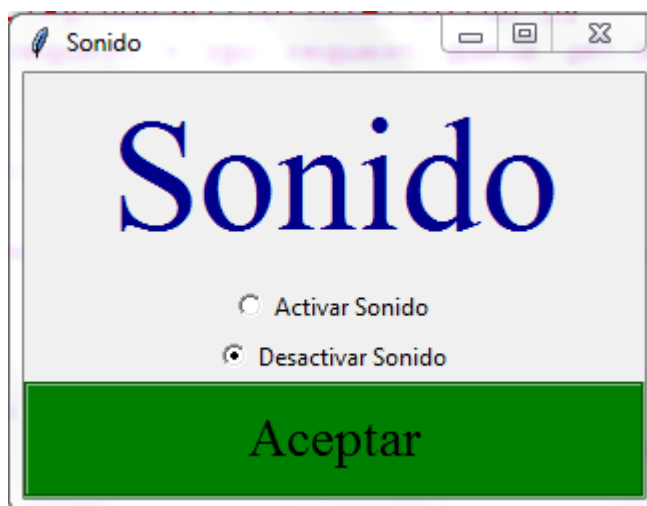 Sonido
Sonido
Activar Sonido
Desactivar Sonido
Aceptar